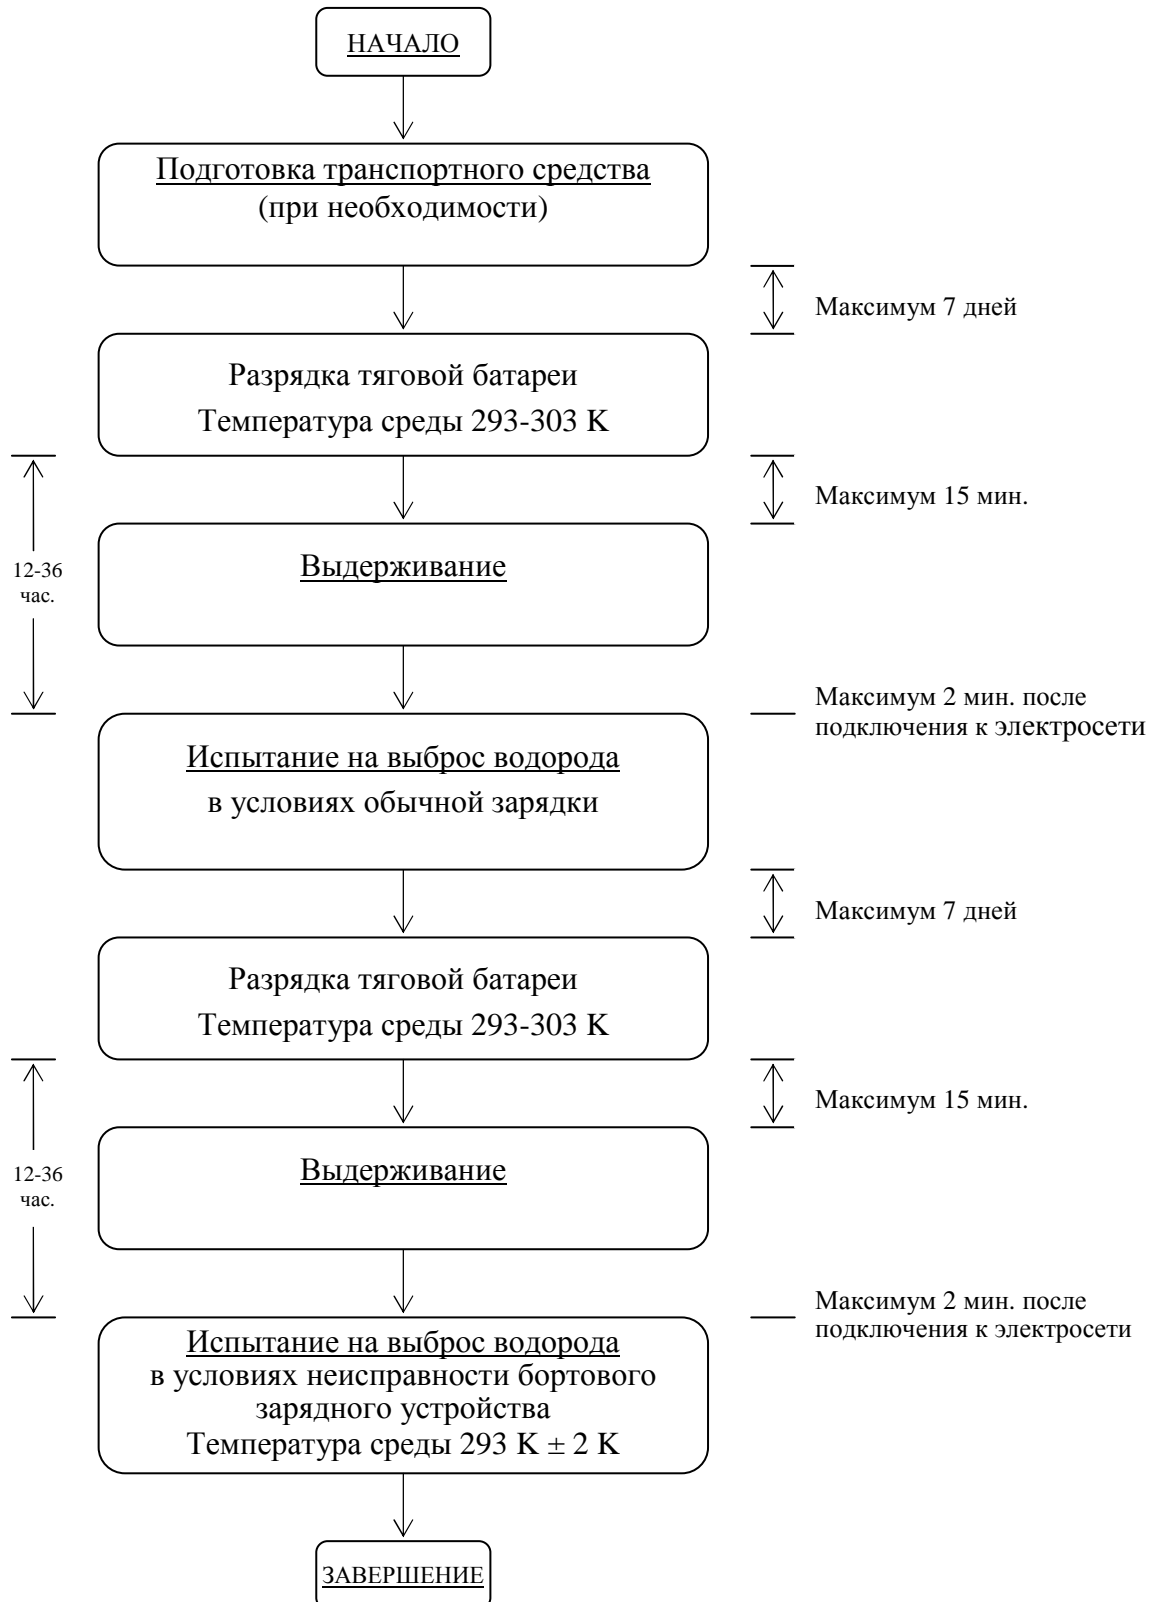 НАЧАЛО
Подготовка транспортного средства
(при необходимости)
Максимум 7 дней
Разрядка тяговой батареи
Температура среды 293-303 K
Максимум 15 мин.
12-36
час.
Выдерживание
Максимум 2 мин. после
подключения к электросети
Испытание на выброс водорода
в условиях обычной зарядки
Максимум 7 дней
Разрядка тяговой батареи
Температура среды 293-303 K
Максимум 15 мин.
12-36
час.
Выдерживание
Максимум 2 мин. после
подключения к электросети
Испытание на выброс водорода
в условиях неисправности бортового
зарядного устройства
Температура среды 293 K ± 2 K
ЗАВЕРШЕНИЕ